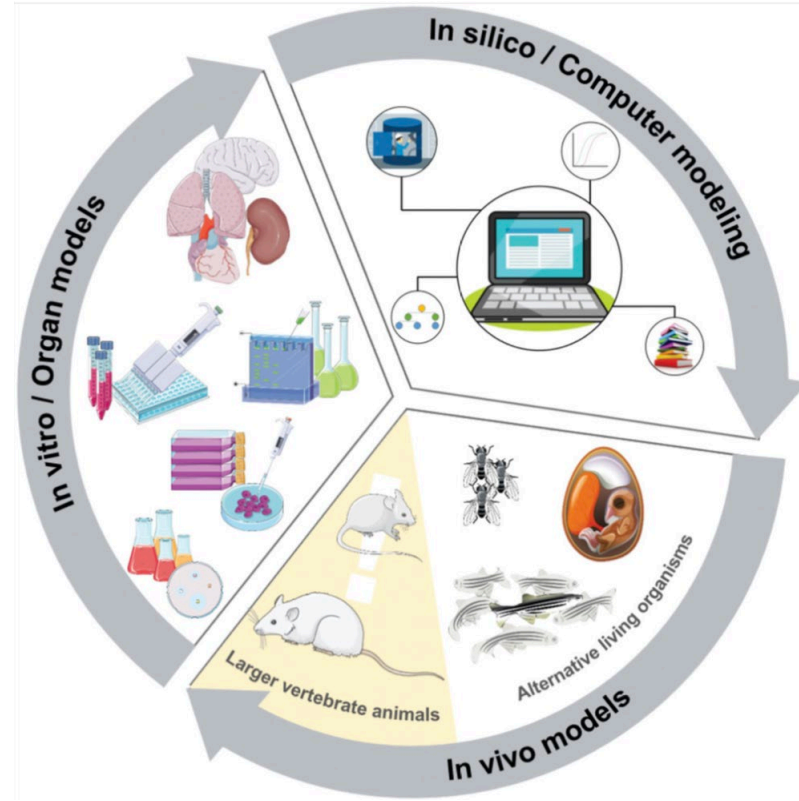 In silico / Computer modeling
In vitro / Organ models
Alternative living organisms
Larger vertebrate animals
In vivo models